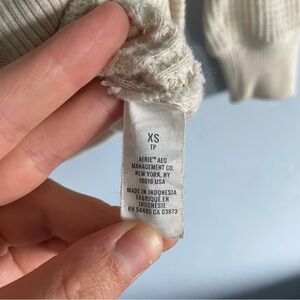 XS
TP
AERIE™ AEO
MANAGEMENT CO.
NEW YORK, NY
10016 USA
MADE IN INDONESIA
FABRIQUÉ EN
INDONÉSIE
RN 54485 CA 03873